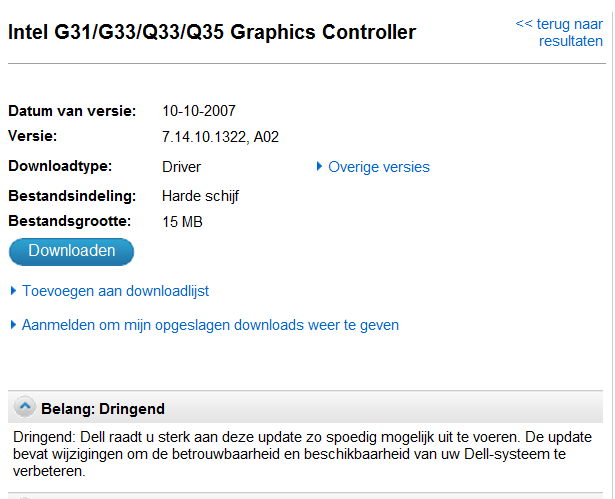 Intel G31/G33/Q33/Q35 Graphics Controller
<< terug naar
resultaten
Datum van versie: 10-10-2007
Versie: 7.14.10.1322, A02
Downloadtype: Driver Overige versies
Bestandsindeling: Harde schijf
Bestandsgrootte: 15 MB
Downloaden
Toevoegen aan downloadlijst
Aanmelden om mijn opgeslagen downloads weer te geven
Belang: Dringend
Dringend: Dell raadt u sterk aan deze update zo spoedig mogelijk uit te voeren. De update
bevat wijzigingen om de betrouwbaarheid en beschikbaarheid van uw Dell-systeem te
verbeteren.